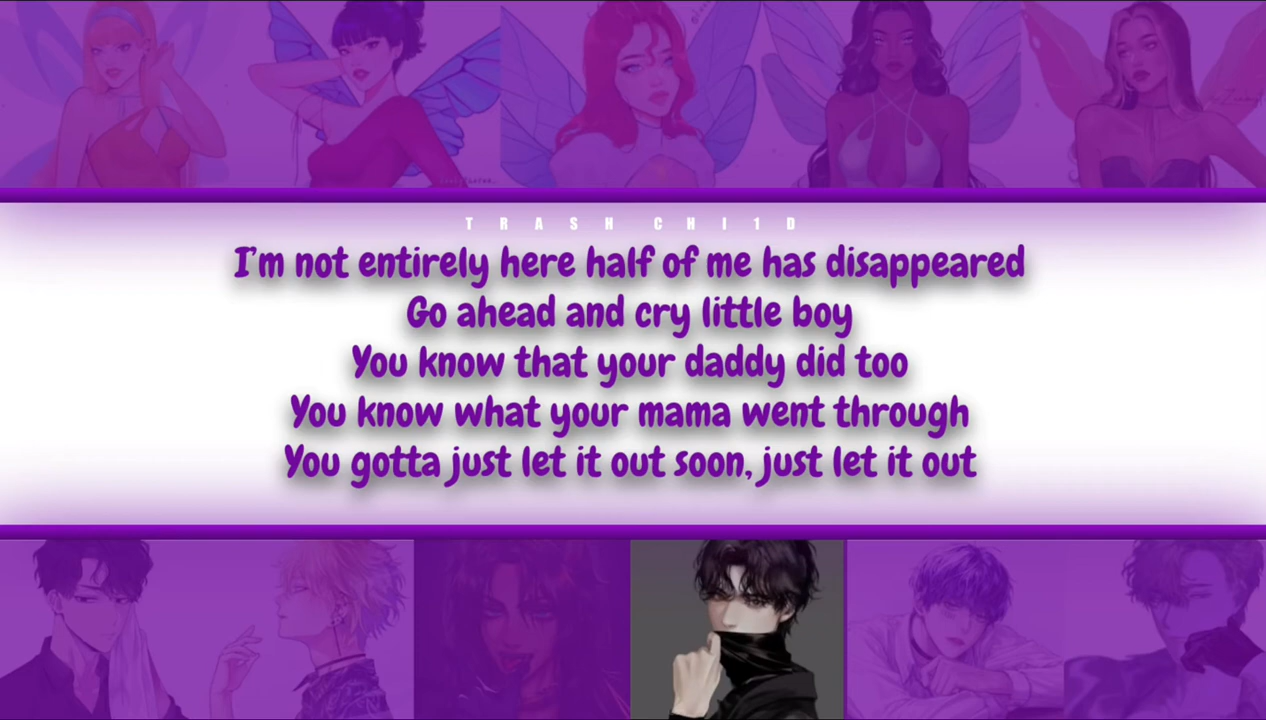 TRASH CHI1D
I'm not entirely here half of me has disappeared
Go ahead and cry little boy
You know that your daddy did too
You know what your mama went through
You gotta just let it out soon, just let it out